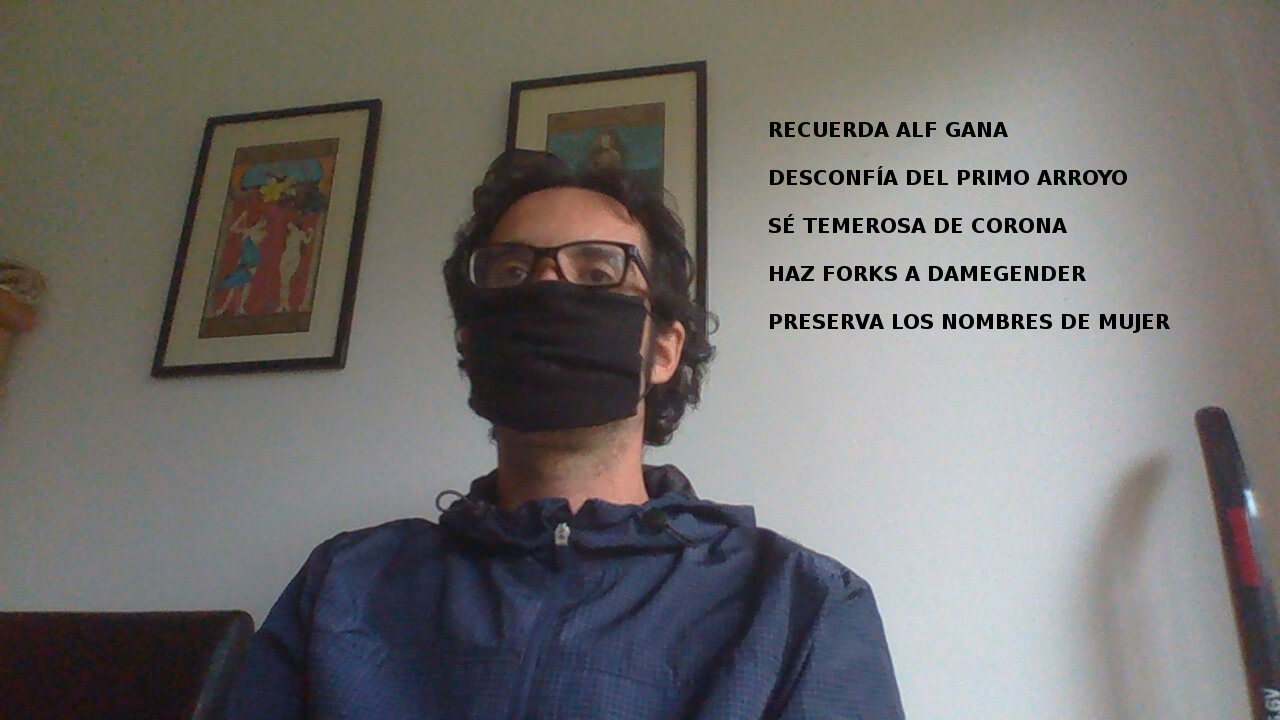 RECUERDA ALF GANA
DESCONFÍA DEL PRIMO ARROYO
SÉ TEMEROSA DE CORONA
HAZ FORKS A DAMEGENDER
PRESERVA LOS NOMBRES DE MUJER